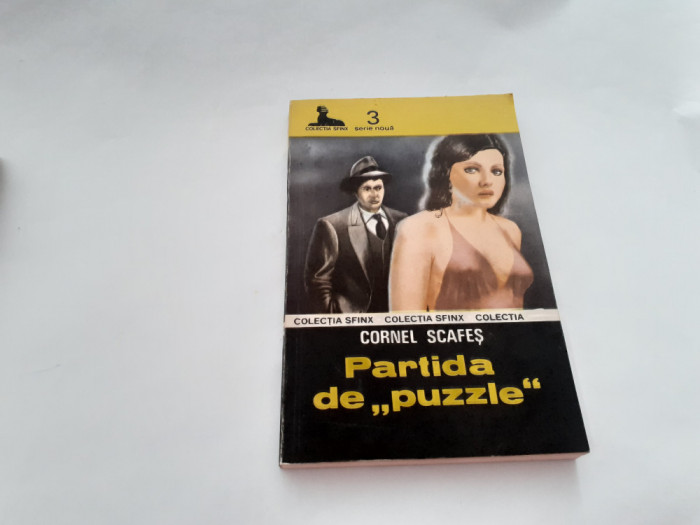 3
COLECȚIA SFINX serie nouă
COLECȚIA SFINX COLECȚIA SFINX COLECȚIA
CORNEL SCAFEȘ
Partida
de „puzzle“